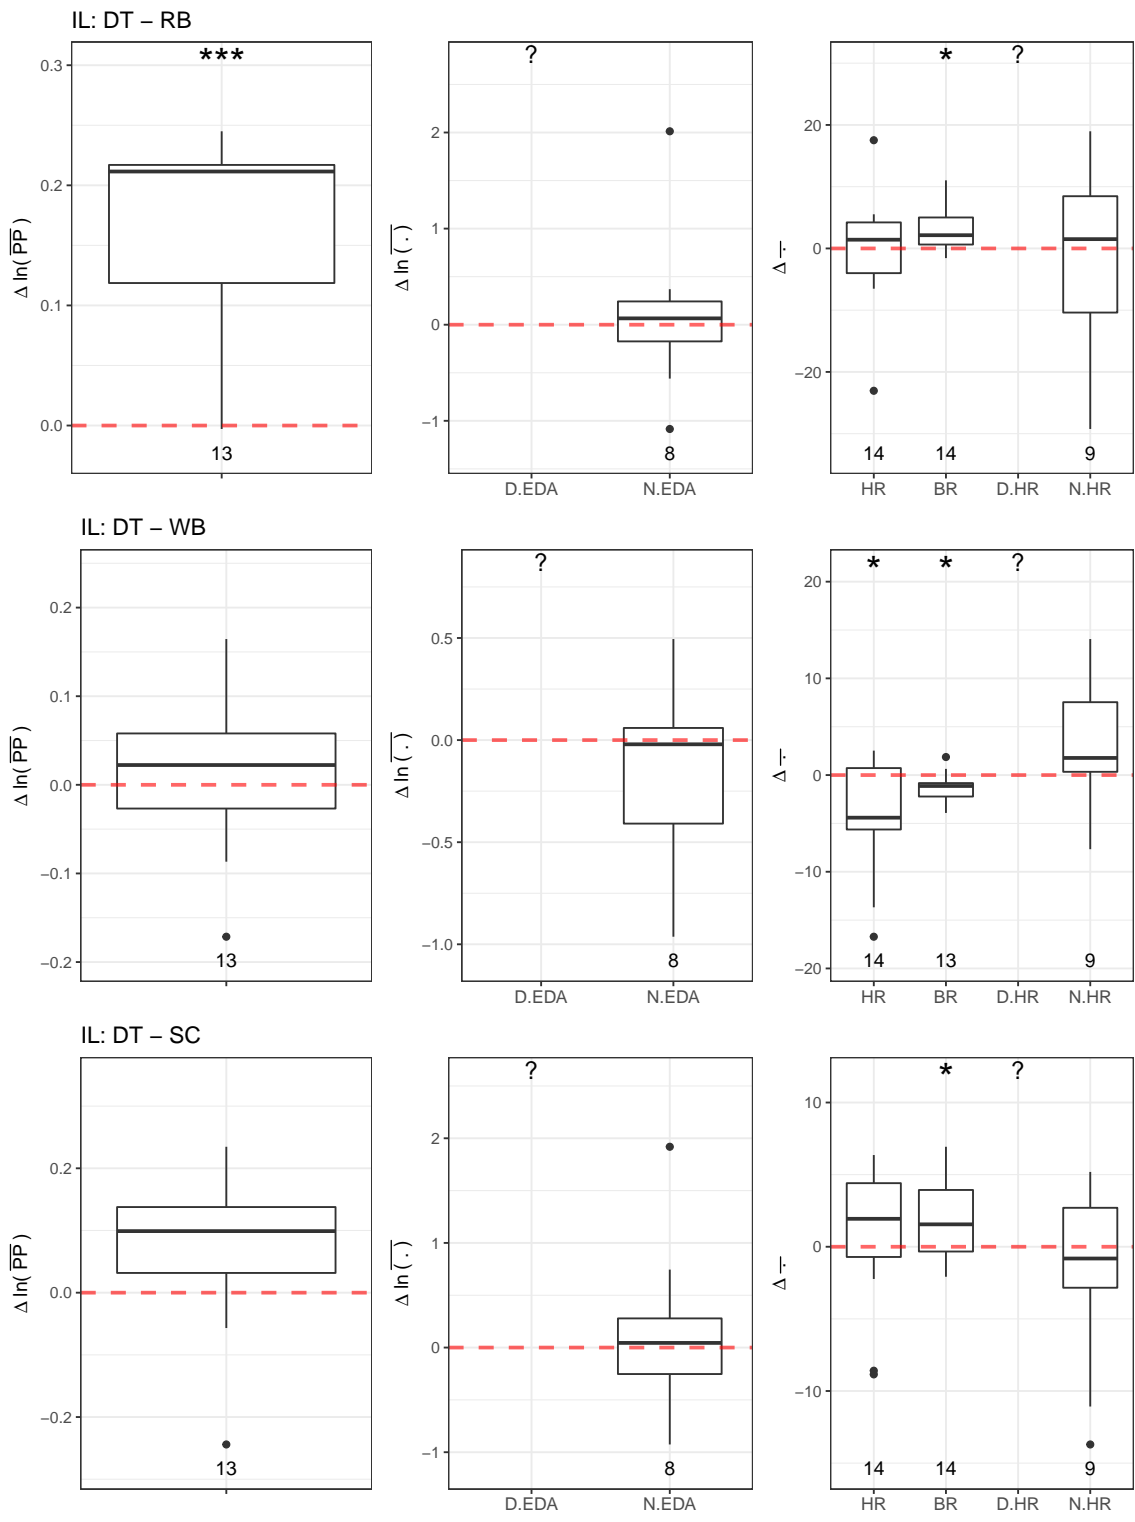 IL: DT − RB
***
0.3
0.2
0.1
0.0
Δ ln( PP )
13
?
2
1
0
−1
Δ ln ( . )
8
D.EDA
N.EDA
*
?
20
0
−20
Δ .
14
14
9
HR
BR
D.HR
N.HR
IL: DT − WB
0.2
0.1
0.0
−0.1
−0.2
Δ ln( PP )
13
?
0.5
0.0
−0.5
−1.0
Δ ln ( . )
8
D.EDA
N.EDA
*
*
?
20
10
0
−10
−20
Δ .
14
13
9
HR
BR
D.HR
N.HR
IL: DT − SC
0.2
0.0
−0.2
Δ ln( PP )
13
?
2
1
0
−1
Δ ln ( . )
8
D.EDA
N.EDA
*
?
10
0
−10
Δ .
14
14
9
HR
BR
D.HR
N.HR